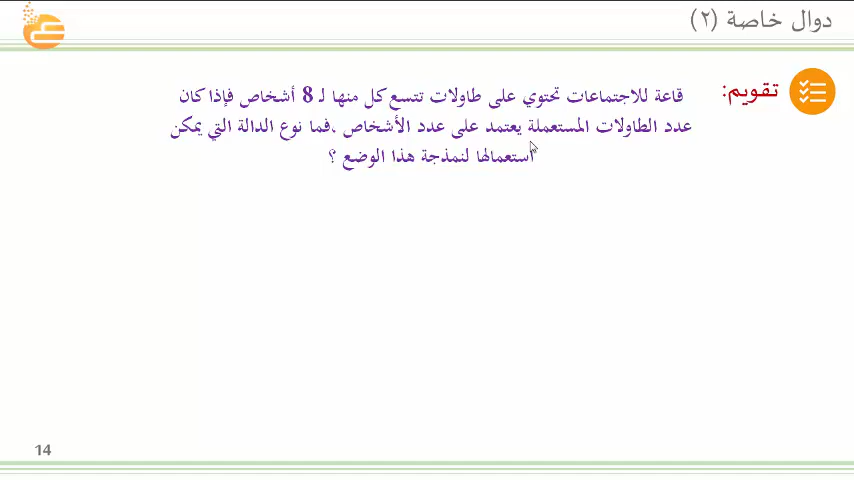 دوال خاصة (٢)
تقويم:
قاعة للاجتماعات تحتوي على طاولات تتسع كل منها لـ 8 أشخاص فإذا كان
عدد الطاولات المستعملة يعتمد على عدد الأشخاص ،فما نوع الدالة التي يمكن
استعمالها لنمذجة هذا الوضع ؟
14